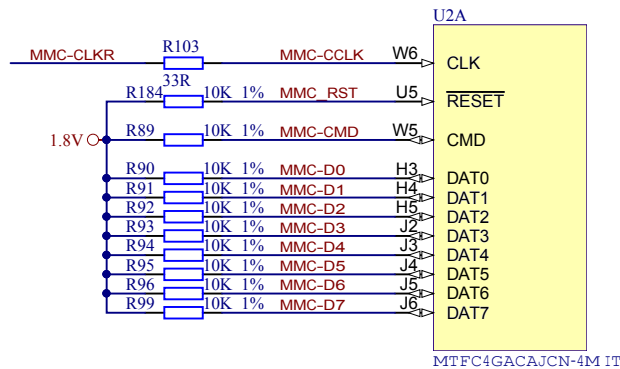 U2A
MMC-CLKR R103 33R MMC-CCLK W6 CLK
R184 10K 1% MMC_RST U5 RESET
1.8V R89 10K 1% MMC-CMD W5 CMD
R90 10K 1% MMC-D0 H3 DAT0
R91 10K 1% MMC-D1 H4 DAT1
R92 10K 1% MMC-D2 H5 DAT2
R93 10K 1% MMC-D3 J2 DAT3
R94 10K 1% MMC-D4 J3 DAT4
R95 10K 1% MMC-D5 J4 DAT5
R96 10K 1% MMC-D6 J5 DAT6
R99 10K 1% MMC-D7 J6 DAT7
MTFC4GACAJCN-4M IT